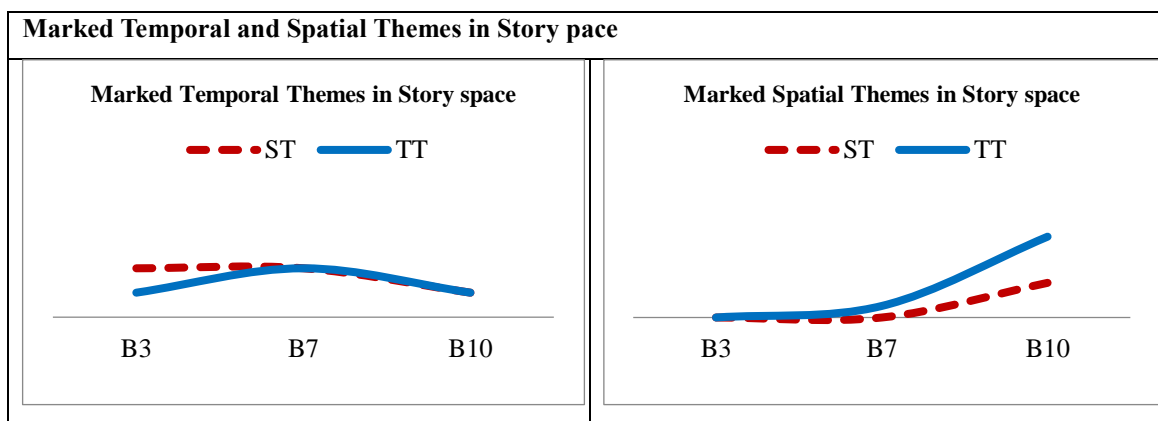 Marked Temporal and Spatial Themes in Story pace
Marked Temporal Themes in Story space
ST TT
B3 B7 B10
Marked Spatial Themes in Story space
ST TT
B3 B7 B10